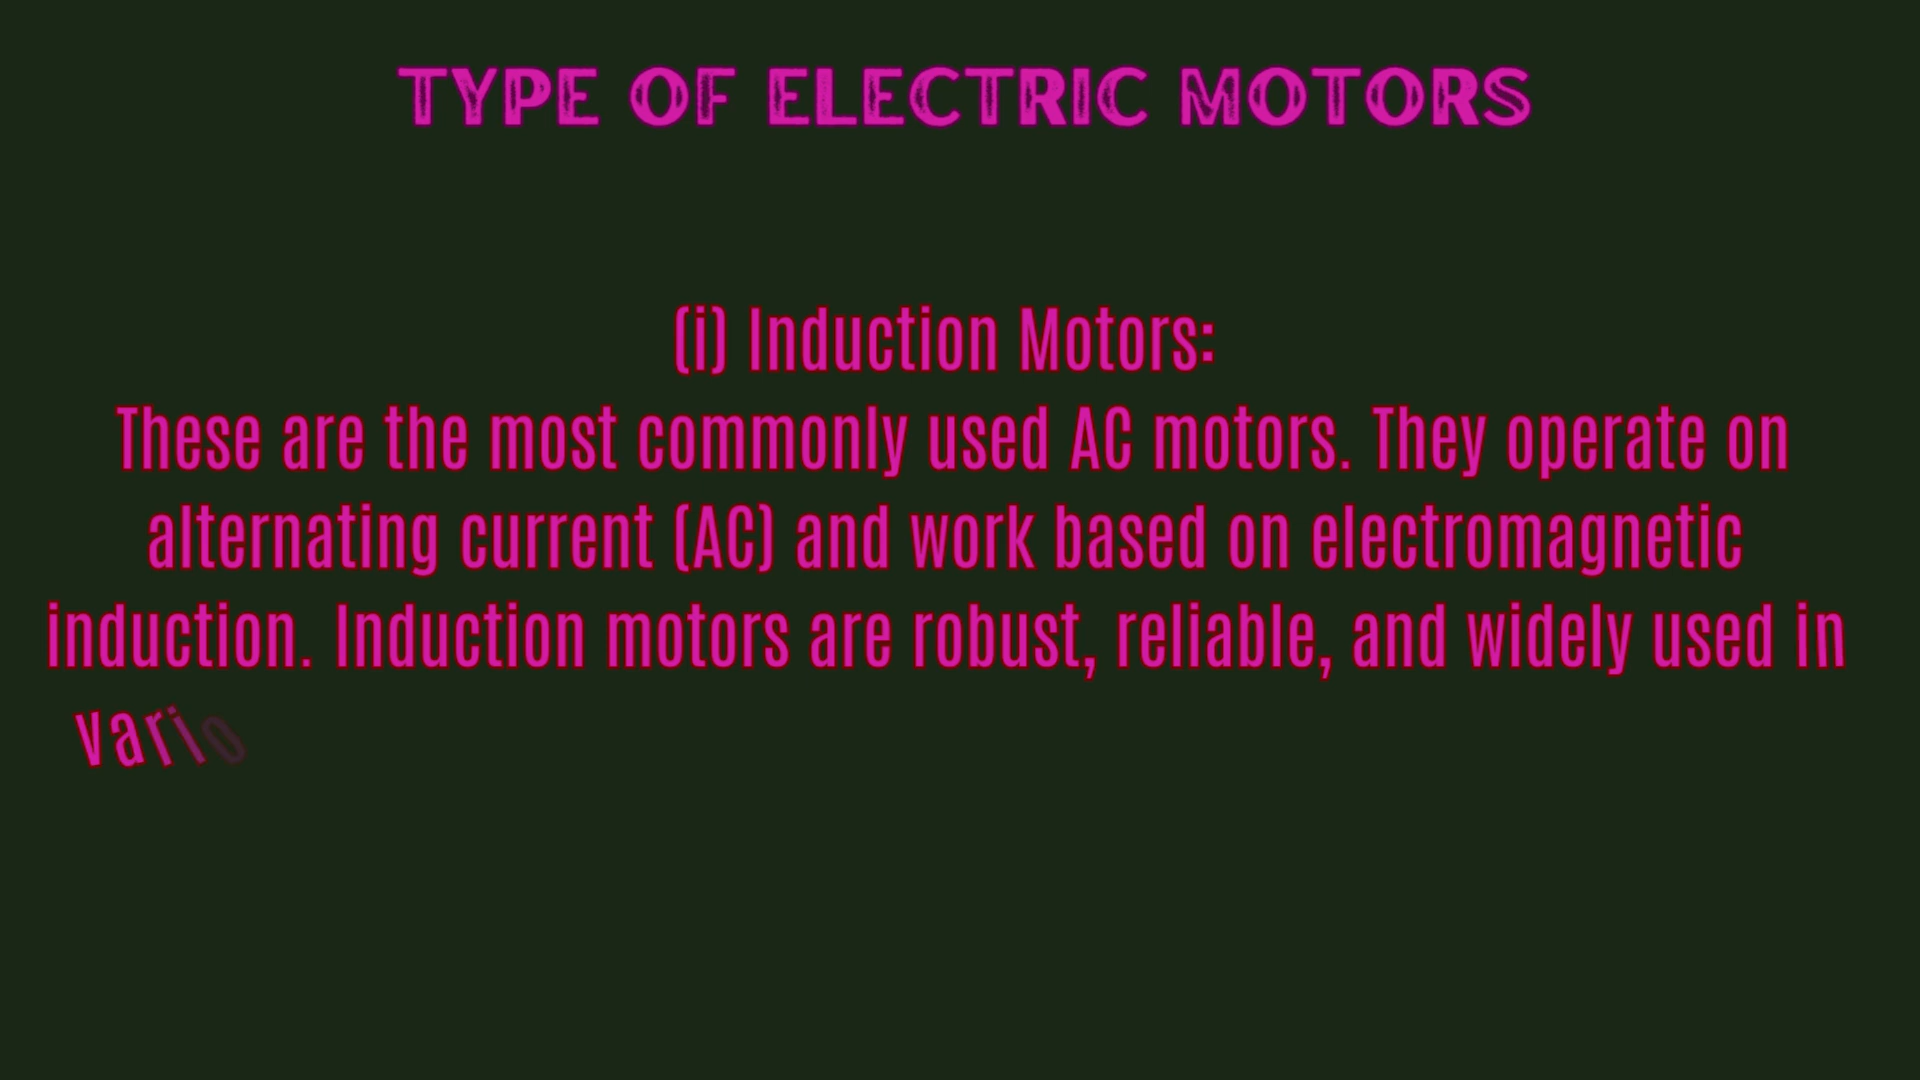 TYPE OF ELECTRIC MOTORS
(i) Induction Motors:
These are the most commonly used AC motors. They operate on
alternating current (AC) and work based on electromagnetic
induction. Induction motors are robust, reliable, and widely used in
vario